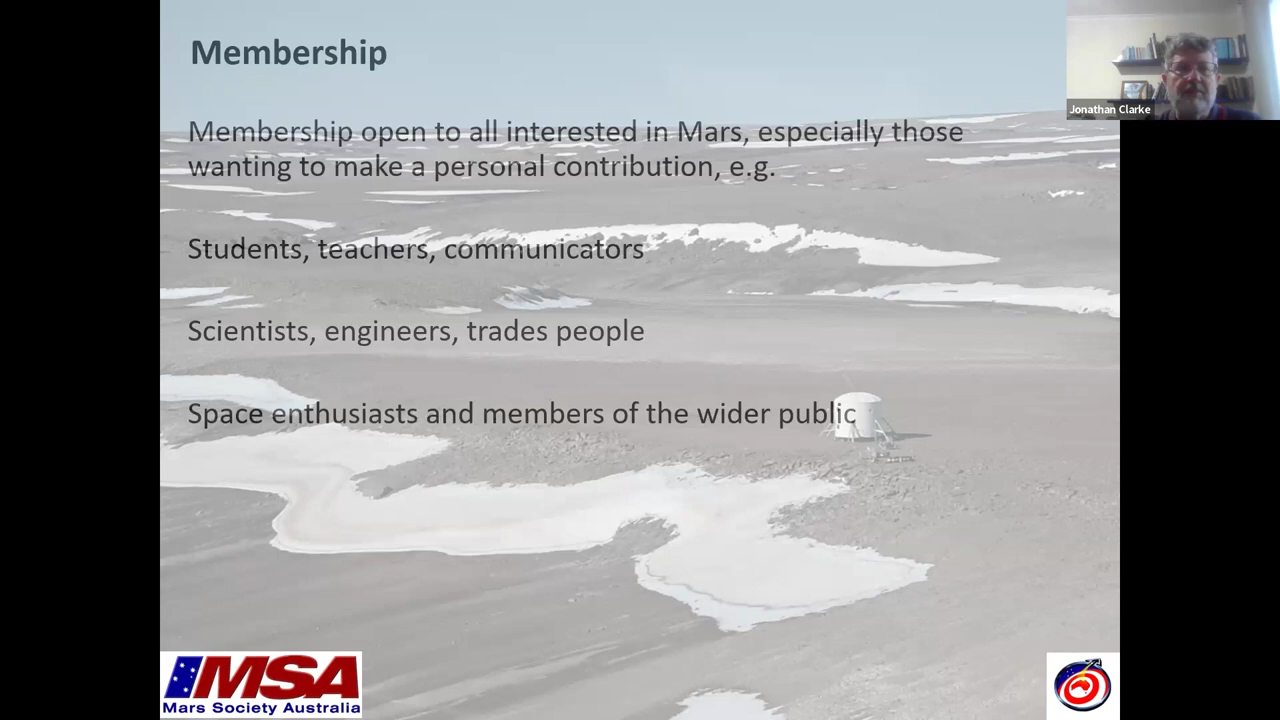 Membership
Jonathan Clarke
Membership open to all interested in Mars, especially those
wanting to make a personal contribution, e.g.
Students, teachers, communicators
Scientists, engineers, trades people
Space enthusiasts and members of the wider public
MSA
Mars Society Australia